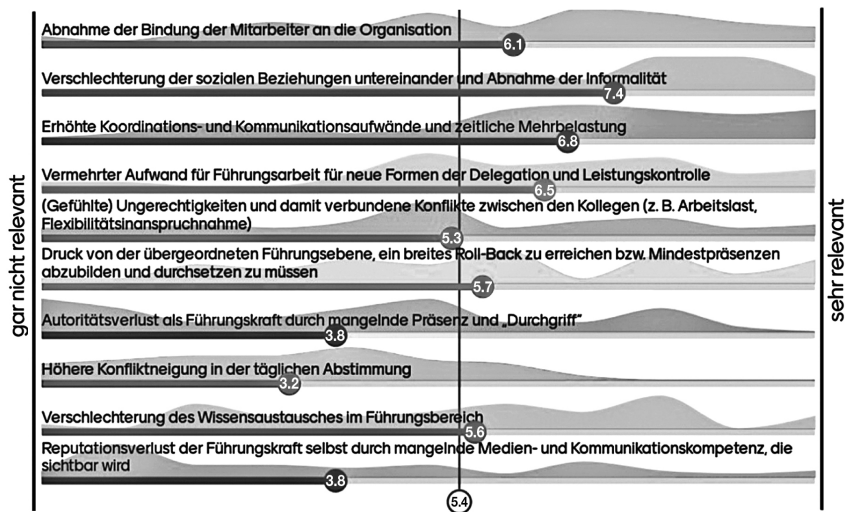 Abnahme der Bindung der Mitarbeiter an die Organisation
6.1
Verschlechterung der sozialen Beziehungen untereinander und Abnahme der Informalität
7.4
Erhöhte Koordinations- und Kommunikationsaufwände und zeitliche Mehrbelastung
6.8
Vermehrter Aufwand für Führungsarbeit für neue Formen der Delegation und Leistungskontrolle
6.5
(Gefühlte) Ungerechtigkeiten und damit verbundene Konflikte zwischen den Kollegen (z. B. Arbeitslast,
Flexibilitätsinanspruchnahme)
5.3
Druck von der übergeordneten Führungsebene, ein breites Roll-Back zu erreichen bzw. Mindestpräsenzen
abzubilden und durchsetzen zu müssen
5.7
Autoritätsverlust als Führungskraft durch mangelnde Präsenz und „Durchgriff“
3.8
Höhere Konfliktneigung in der täglichen Abstimmung
3.2
Verschlechterung des Wissensaustausches im Führungsbereich
5.6
Reputationsverlust der Führungskraft selbst durch mangelnde Medien- und Kommunikationskompetenz, die
sichtbar wird
3.8
5.4
gar nicht relevant
sehr relevant